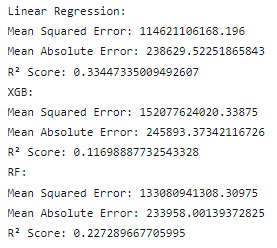 Linear Regression:
Mean Squared Error: 114621106168.196
Mean Absolute Error: 238629.52251865843
R² Score: 0.33447335009492607
XGB:
Mean Squared Error: 152077624020.33875
Mean Absolute Error: 245893.37342116726
R² Score: 0.11698887732543328
RF:
Mean Squared Error: 133080941308.30975
Mean Absolute Error: 233958.00139372825
R² Score: 0.227289667705995